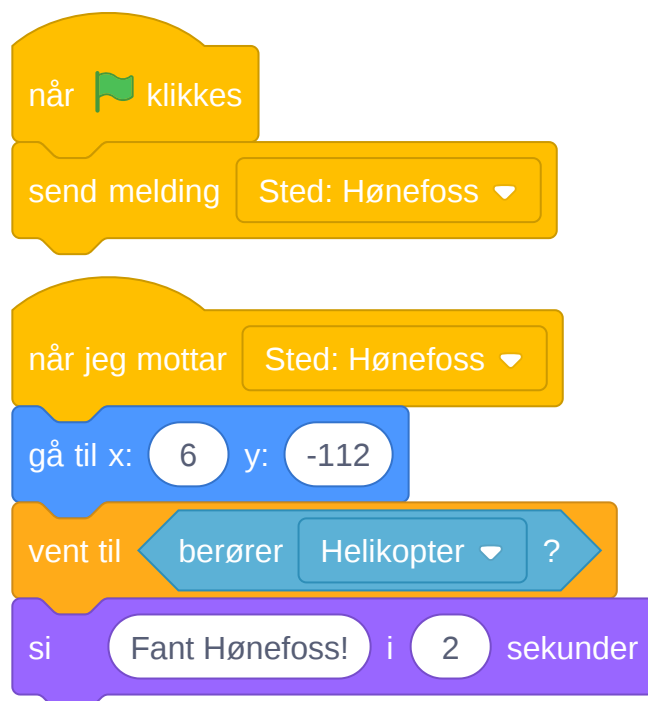 når klikkes
send melding Sted: Hønefoss
når jeg mottar Sted: Hønefoss
gå til x: 6 y: -112
vent til berører Helikopter ?
si Fant Hønefoss! i 2 sekunder